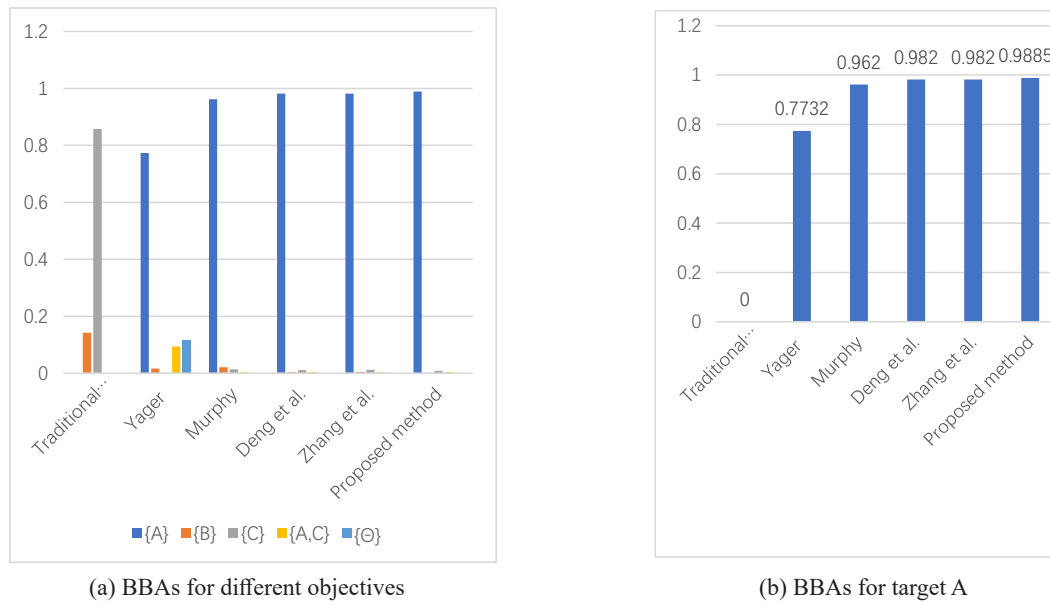 1.2
1
0.8
0.6
0.4
0.2
0
Traditional...
Yager
Murphy
Deng et al.
Zhang et al.
Proposed method
{A} {B} {C} {A,C} {Θ}
(a) BBAs for different objectives
1.2
1
0.8
0.6
0.4
0.2
0
0
0.7732
0.962
0.982
0.982
0.9885
Traditional...
Yager
Murphy
Deng et al.
Zhang et al.
Proposed method
(b) BBAs for target A